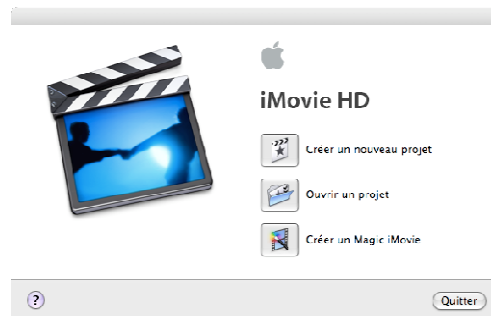 iMovie HD
Créer un nouveau projet
Ouvrir un projet
Créer un Magic iMovie
?
Quitter